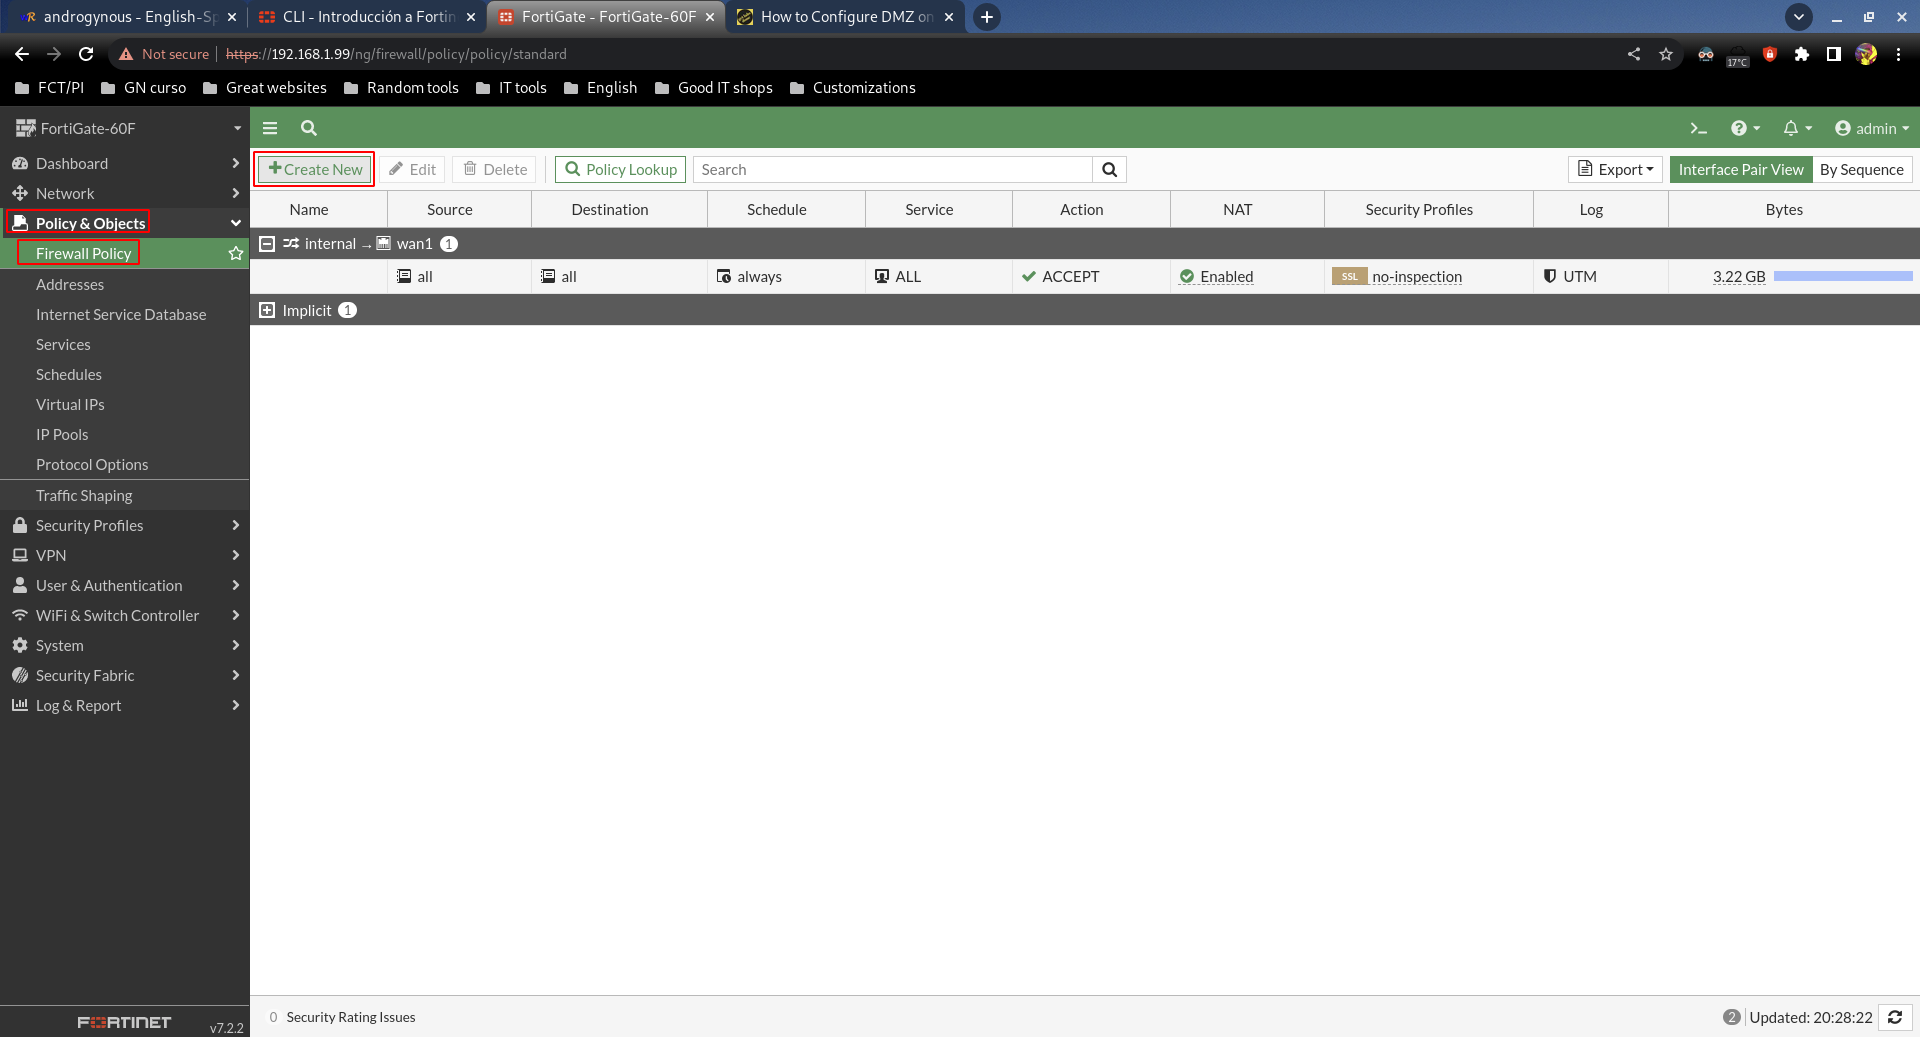 androgynous - English-Sp
CLI - Introducción a Fortin
FortiGate - FortiGate-60F
How to Configure DMZ on
Not secure
https://192.168.1.99/ng/firewall/policy/policy/standard
17°C
FCT/PI
GN curso
Great websites
Random tools
IT tools
English
Good IT shops
Customizations
FortiGate-60F
admin
Dashboard
Network
Policy & Objects
Firewall Policy
Addresses
Internet Service Database
Services
Schedules
Virtual IPs
IP Pools
Protocol Options
Traffic Shaping
Security Profiles
VPN
User & Authentication
WiFi & Switch Controller
System
Security Fabric
Log & Report
FORTINET
v7.2.2
Create New
Edit
Delete
Policy Lookup
Search
Export
Interface Pair View
By Sequence
Name Source Destination Schedule Service Action NAT Security Profiles Log Bytes
internal → wan1 1
all all always ALL ACCEPT Enabled SSL no-inspection UTM 3.22 GB
Implicit 1
0 Security Rating Issues
2 Updated: 20:28:22